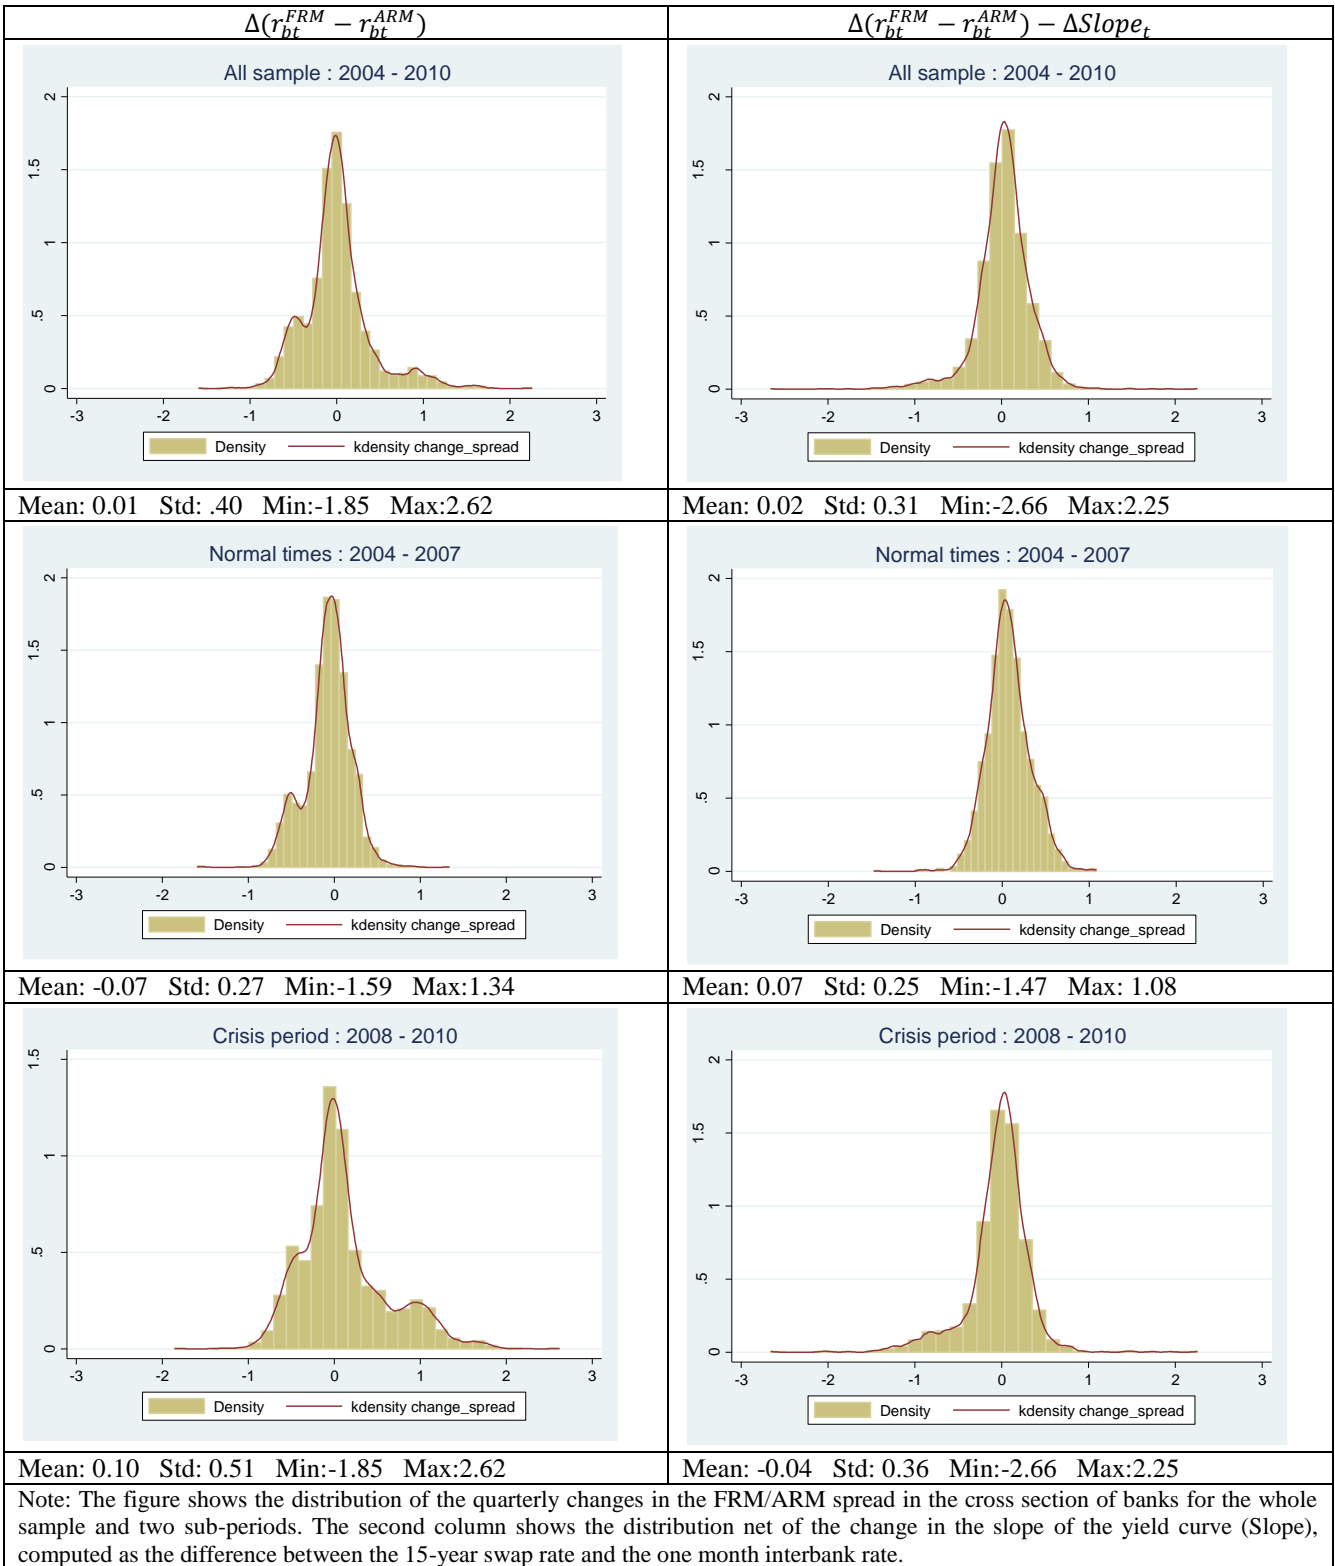 Δ(r_{bt}^{FRM} − r_{bt}^{ARM})
Δ(r_{bt}^{FRM} − r_{bt}^{ARM}) − ΔSlope_t
All sample : 2004 - 2010
2
1.5
1
.5
0
-3 -2 -1 0 1 2 3
Density kdensity change_spread
All sample : 2004 - 2010
2
1.5
1
.5
0
-3 -2 -1 0 1 2 3
Density kdensity change_spread
Mean: 0.01 Std: .40 Min:-1.85 Max:2.62
Mean: 0.02 Std: 0.31 Min:-2.66 Max:2.25
Normal times : 2004 - 2007
2
1.5
1
.5
0
-3 -2 -1 0 1 2 3
Density kdensity change_spread
Normal times : 2004 - 2007
2
1.5
1
.5
0
-3 -2 -1 0 1 2 3
Density kdensity change_spread
Mean: -0.07 Std: 0.27 Min:-1.59 Max:1.34
Mean: 0.07 Std: 0.25 Min:-1.47 Max: 1.08
Crisis period : 2008 - 2010
1.5
1
.5
0
-3 -2 -1 0 1 2 3
Density kdensity change_spread
Crisis period : 2008 - 2010
2
1.5
1
.5
0
-3 -2 -1 0 1 2 3
Density kdensity change_spread
Mean: 0.10 Std: 0.51 Min:-1.85 Max:2.62
Mean: -0.04 Std: 0.36 Min:-2.66 Max:2.25
Note: The figure shows the distribution of the quarterly changes in the FRM/ARM spread in the cross section of banks for the whole
sample and two sub-periods. The second column shows the distribution net of the change in the slope of the yield curve (Slope),
computed as the difference between the 15-year swap rate and the one month interbank rate.